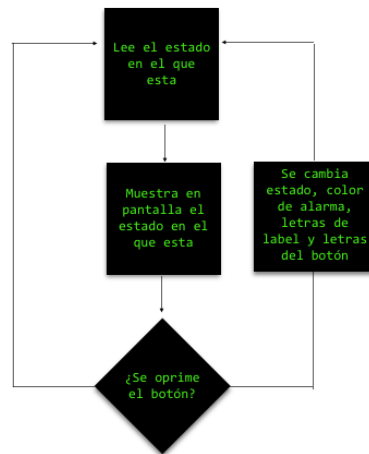 Lee el estado
en el que
esta
Muestra en
pantalla el
estado en el
que esta
Se cambia
estado, color
de alarma,
letras de
label y letras
del botón
¿Se oprime
el botón?